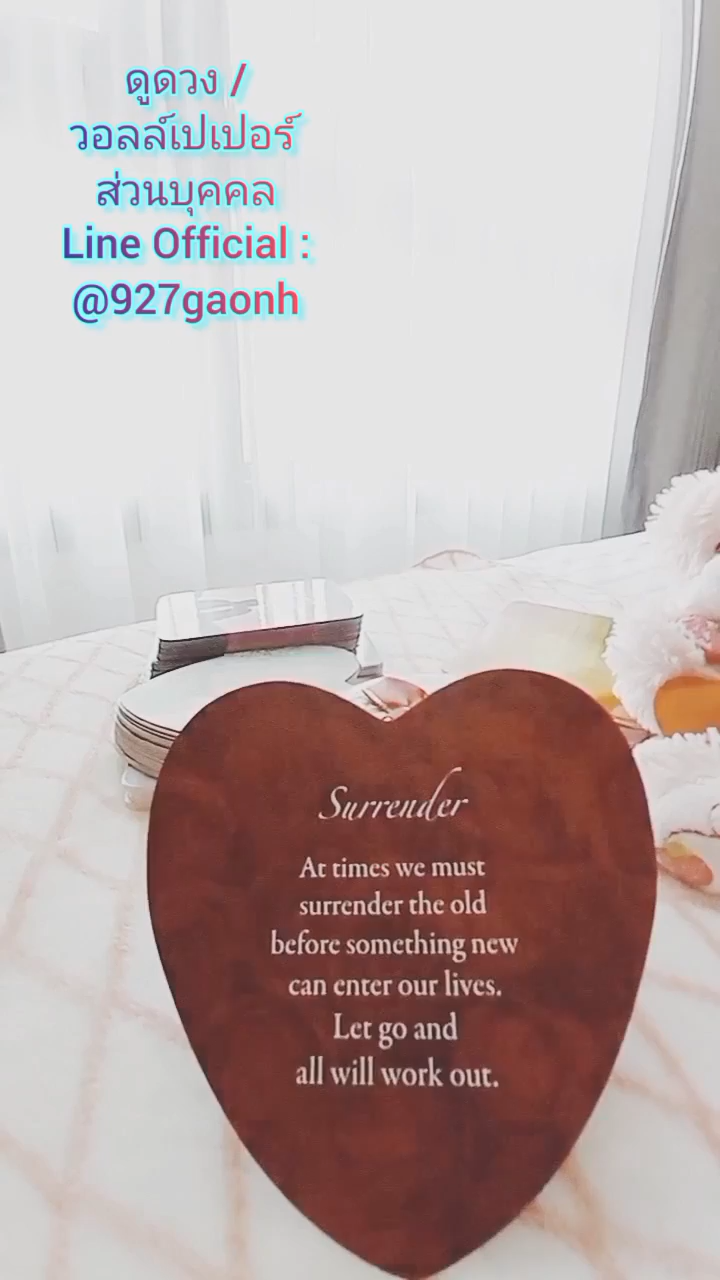 ดูดวง /
วอลล์เปเปอร์
ส่วนบุคคล
Line Official :
@927gaonh
Surrender
At times we must
surrender the old
before something new
can enter our lives.
Let go and
all will work out.